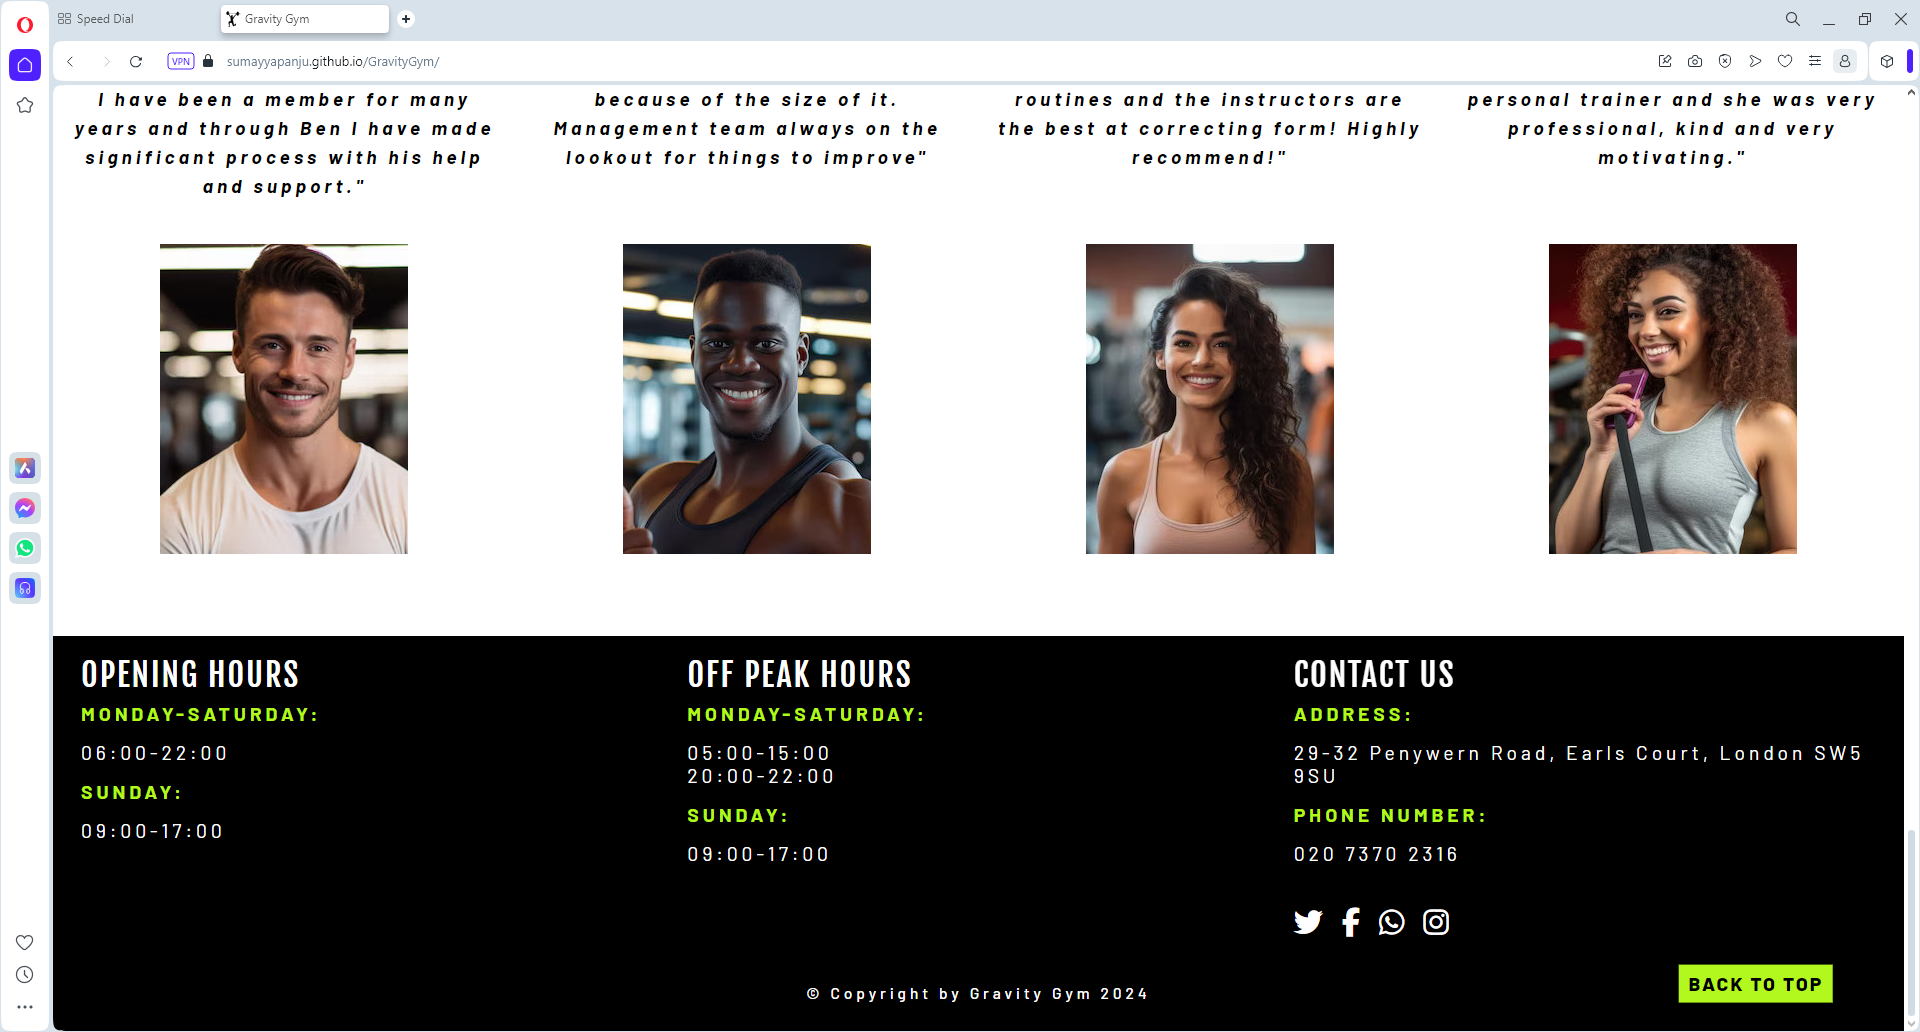 Speed Dial
Gravity Gym
VPN
sumayyapanju.github.io/GravityGym/
I have been a member for many
years and through Ben I have made
significant process with his help
and support."
because of the size of it.
Management team always on the
lookout for things to improve"
routines and the instructors are
the best at correcting form! Highly
recommend!"
personal trainer and she was very
professional, kind and very
motivating."
OPENING HOURS
MONDAY-SATURDAY:
06:00-22:00
SUNDAY:
09:00-17:00
OFF PEAK HOURS
MONDAY-SATURDAY:
05:00-15:00
20:00-22:00
SUNDAY:
09:00-17:00
CONTACT US
ADDRESS:
29-32 Penywern Road, Earls Court, London SW5
9SU
PHONE NUMBER:
020 7370 2316
© Copyright by Gravity Gym 2024
BACK TO TOP